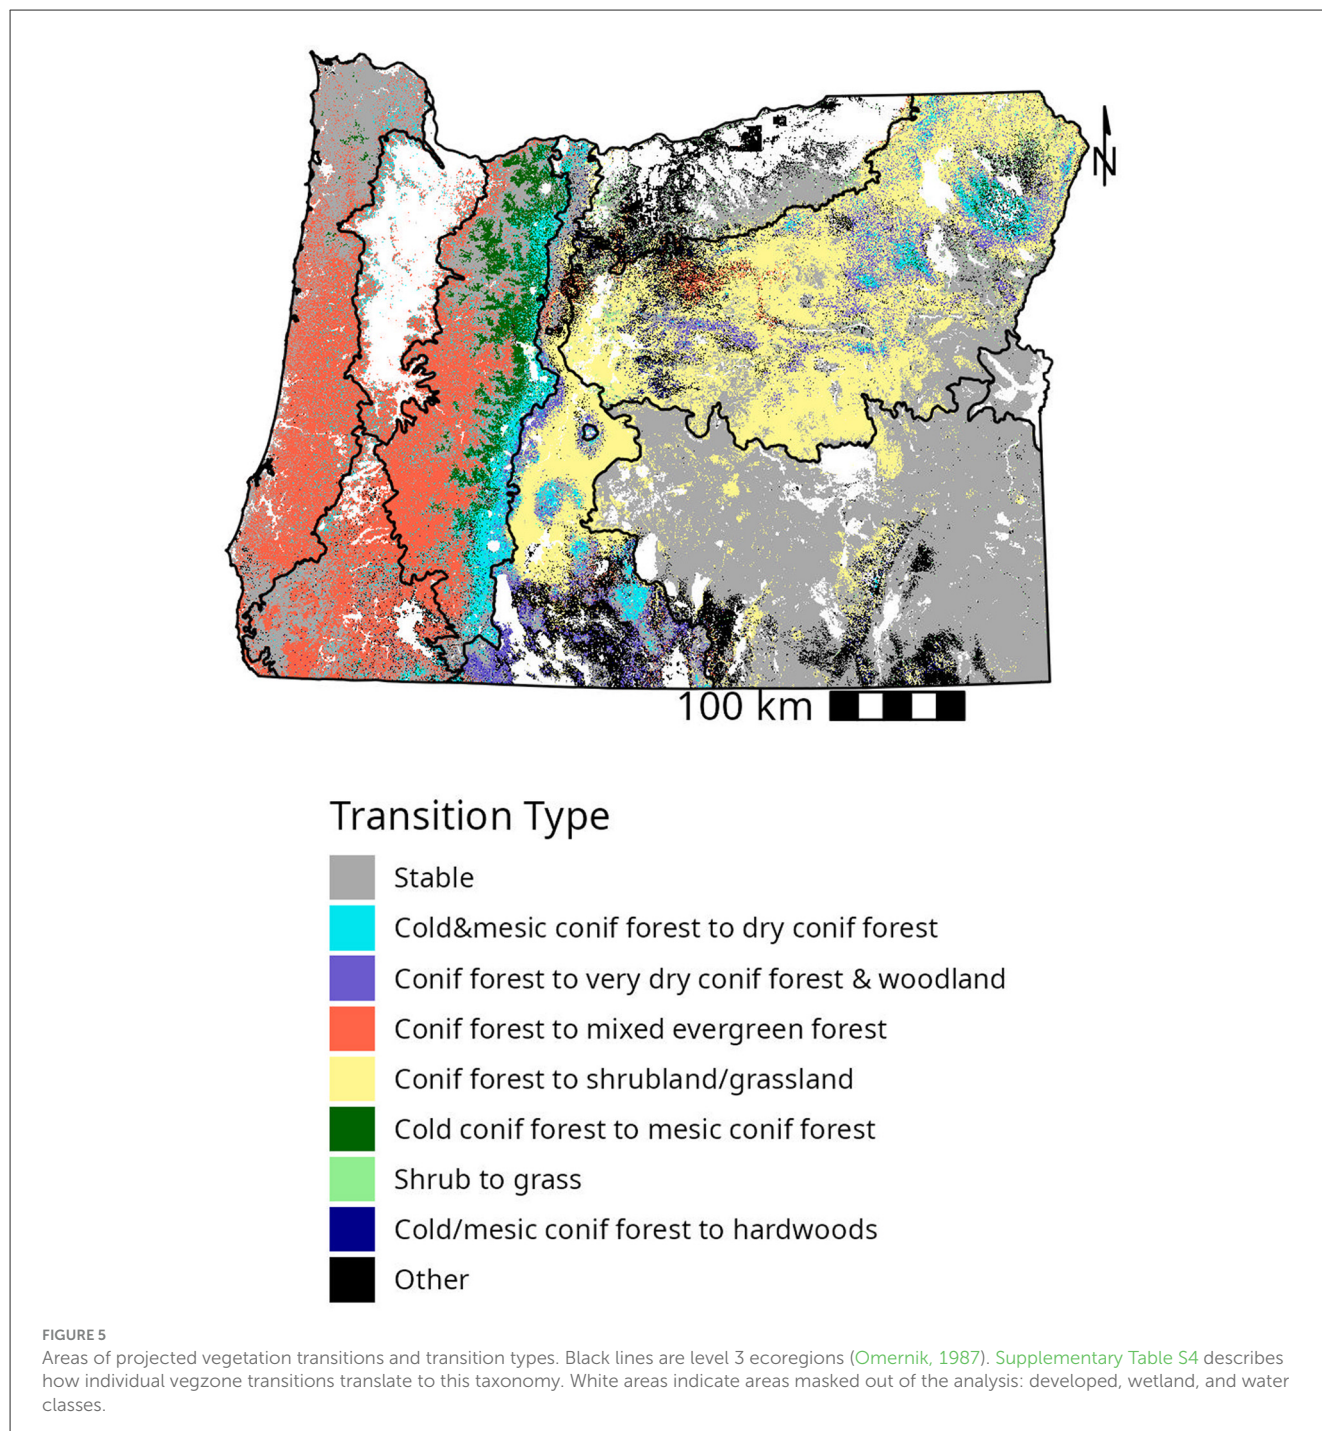 N
100 km
Transition Type
Stable
Cold&mesic conif forest to dry conif forest
Conif forest to very dry conif forest & woodland
Conif forest to mixed evergreen forest
Conif forest to shrubland/grassland
Cold conif forest to mesic conif forest
Shrub to grass
Cold/mesic conif forest to hardwoods
Other
FIGURE 5
Areas of projected vegetation transitions and transition types. Black lines are level 3 ecoregions (Omernik, 1987). Supplementary Table S4 describes
how individual vegzone transitions translate to this taxonomy. White areas indicate areas masked out of the analysis: developed, wetland, and water
classes.